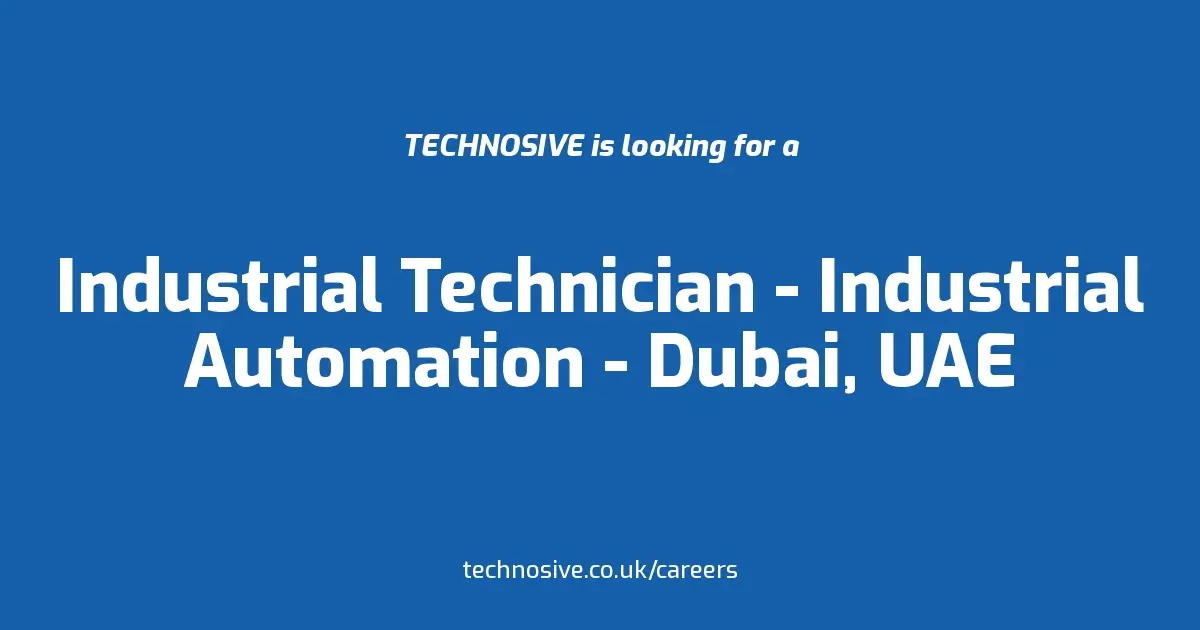 TECHNOSIVE is looking for a
Industrial Technician - Industrial
Automation - Dubai, UAE
technosive.co.uk/careers